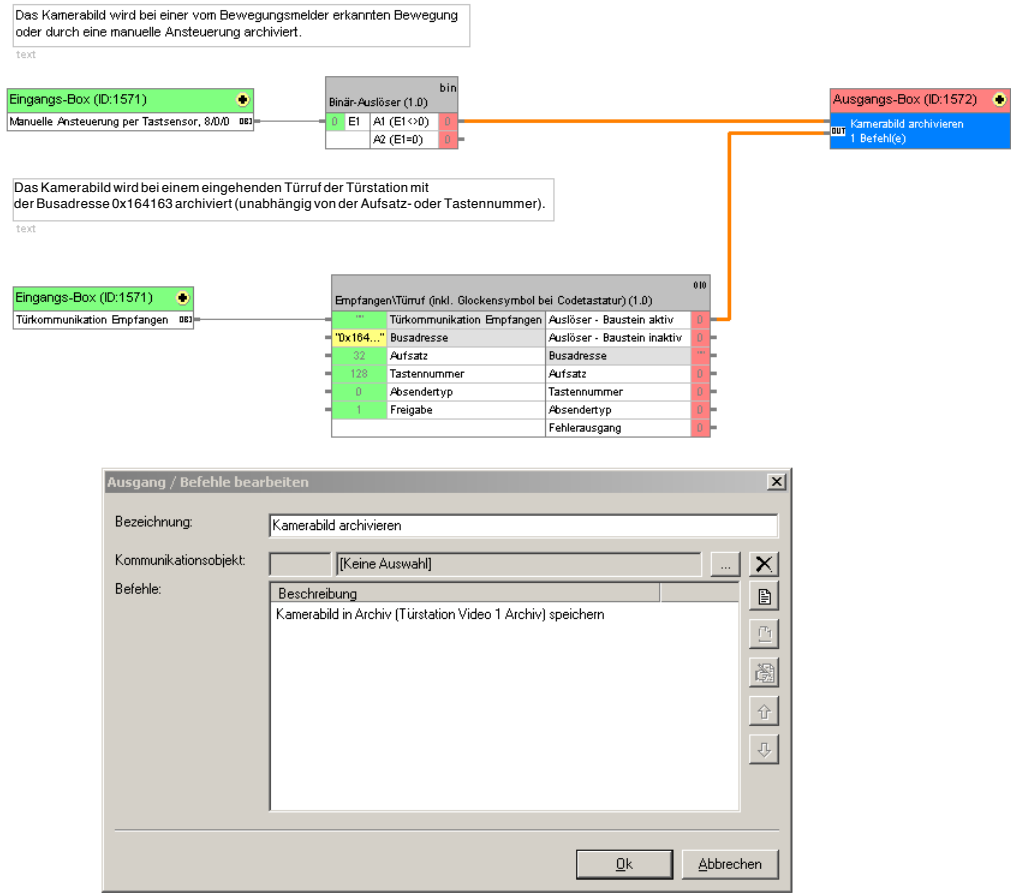 Das Kamerabild wird bei einer vom Bewegungsmelder erkannten Bewegung
oder durch eine manuelle Ansteuerung archiviert.
text
Eingangs-Box (ID:1571)
Manuelle Ansteuerung per Tastsensor, 8/0/0 OBJ
bin
Binär-Auslöser (1.0)
0 E1 A1 (E1<>0) 0
A2 (E1=0) 0
Ausgangs-Box (ID:1572)
OUT Kamerabild archivieren
1 Befehl(e)
Das Kamerabild wird bei einem eingehenden Türruf der Türstation mit
der Busadresse 0x164163 archiviert (unabhängig von der Aufsatz- oder Tastennummer).
text
Eingangs-Box (ID:1571)
Türkommunikation Empfangen OBJ
010
Empfangen\Türruf (inkl. Glockensymbol bei Codetastatur) (1.0)
"" Türkommunikation Empfangen Auslöser - Baustein aktiv 0
"0x164..." Busadresse Auslöser - Baustein inaktiv 0
32 Aufsatz Busadresse ""
128 Tastennummer Aufsatz 0
0 Absendertyp Tastennummer 0
1 Freigabe Absendertyp 0
Fehlerausgang 0
Ausgang / Befehle bearbeiten
Bezeichnung: Kamerabild archivieren
Kommunikationsobjekt: [Keine Auswahl] ...
Befehle: Beschreibung
Kamerabild in Archiv (Türstation Video 1 Archiv) speichern
Ok Abbrechen